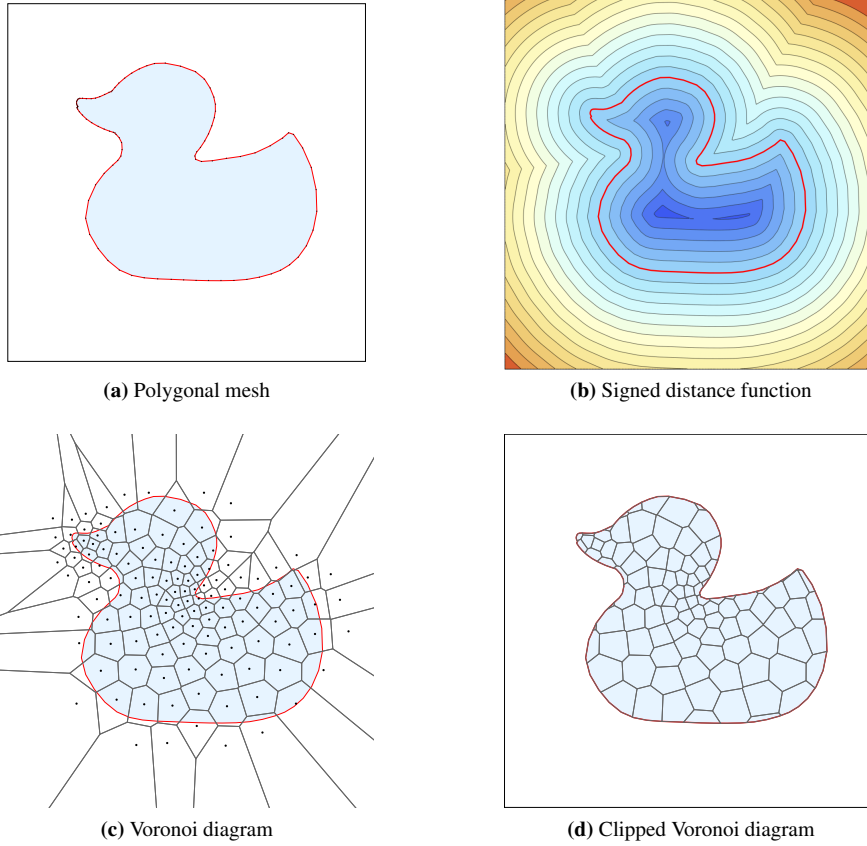 (a) Polygonal mesh
(b) Signed distance function
(c) Voronoi diagram
(d) Clipped Voronoi diagram